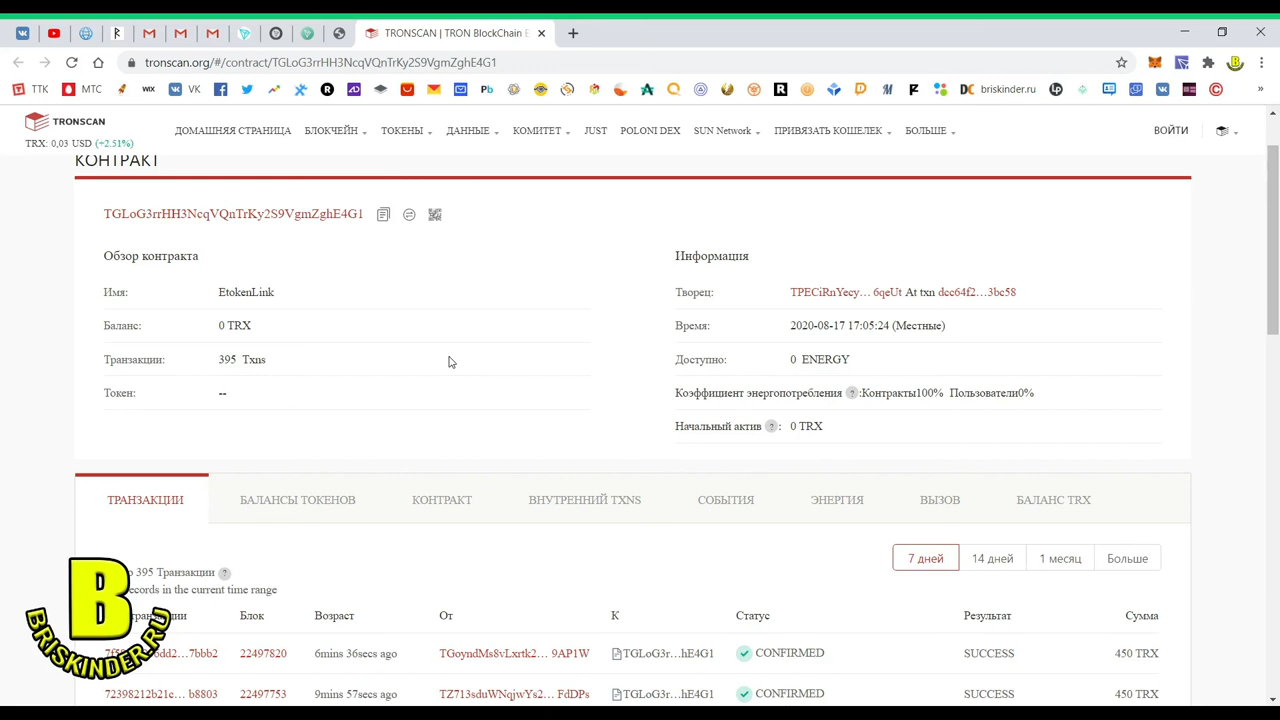 TRONSCAN | TRON BlockChain E
tronscan.org/#/contract/TGLoG3rrHH3NcqVQnTrKy2S9VgmZghE4G1
ТТК МТС WIX VK Pb DC briskinder.ru Lp
TRONSCAN
ДОМАШНЯЯ СТРАНИЦА БЛОКЧЕЙН ТОКЕНЫ ДАННЫЕ КОМИТЕТ JUST POLONI DEX SUN Network ПРИВЯЗАТЬ КОШЕЛЕК БОЛЬШЕ ВОЙТИ
TRX: 0,03 USD (+2.51%)
КОНТРАКТ
TGLoG3rrHH3NcqVQnTrKy2S9VgmZghE4G1
Обзор контракта
Имя: EtokenLink
Баланс: 0 TRX
Транзакции: 395 Txns
Токен: --
Информация
Творец: TPECiRnYecy... 6qeUt At txn dcc64f2...3bc58
Время: 2020-08-17 17:05:24 (Местные)
Доступно: 0 ENERGY
Коэффициент энергопотребления ? :Контракты100% Пользователи0%
Начальный актив ? : 0 TRX
ТРАНЗАКЦИИ БАЛАНСЫ ТОКЕНОВ КОНТРАКТ ВНУТРЕННИЙ TXNS СОБЫТИЯ ЭНЕРГИЯ ВЫЗОВ БАЛАНС TRX
7 дней 14 дней 1 месяц Больше
395 Транзакции ?
records in the current time range
Блок Возраст От К Статус Результат Сумма
22497820 6mins 36secs ago TGoyndMs8vLxrtk2... 9AP1W TGLoG3r...hE4G1 CONFIRMED SUCCESS 450 TRX
72398212b21c... b8803 22497753 9mins 57secs ago TZ713sduWNqjwYs2... FdDPs TGLoG3r...hE4G1 CONFIRMED SUCCESS 450 TRX
B
BRISKINDER.RU